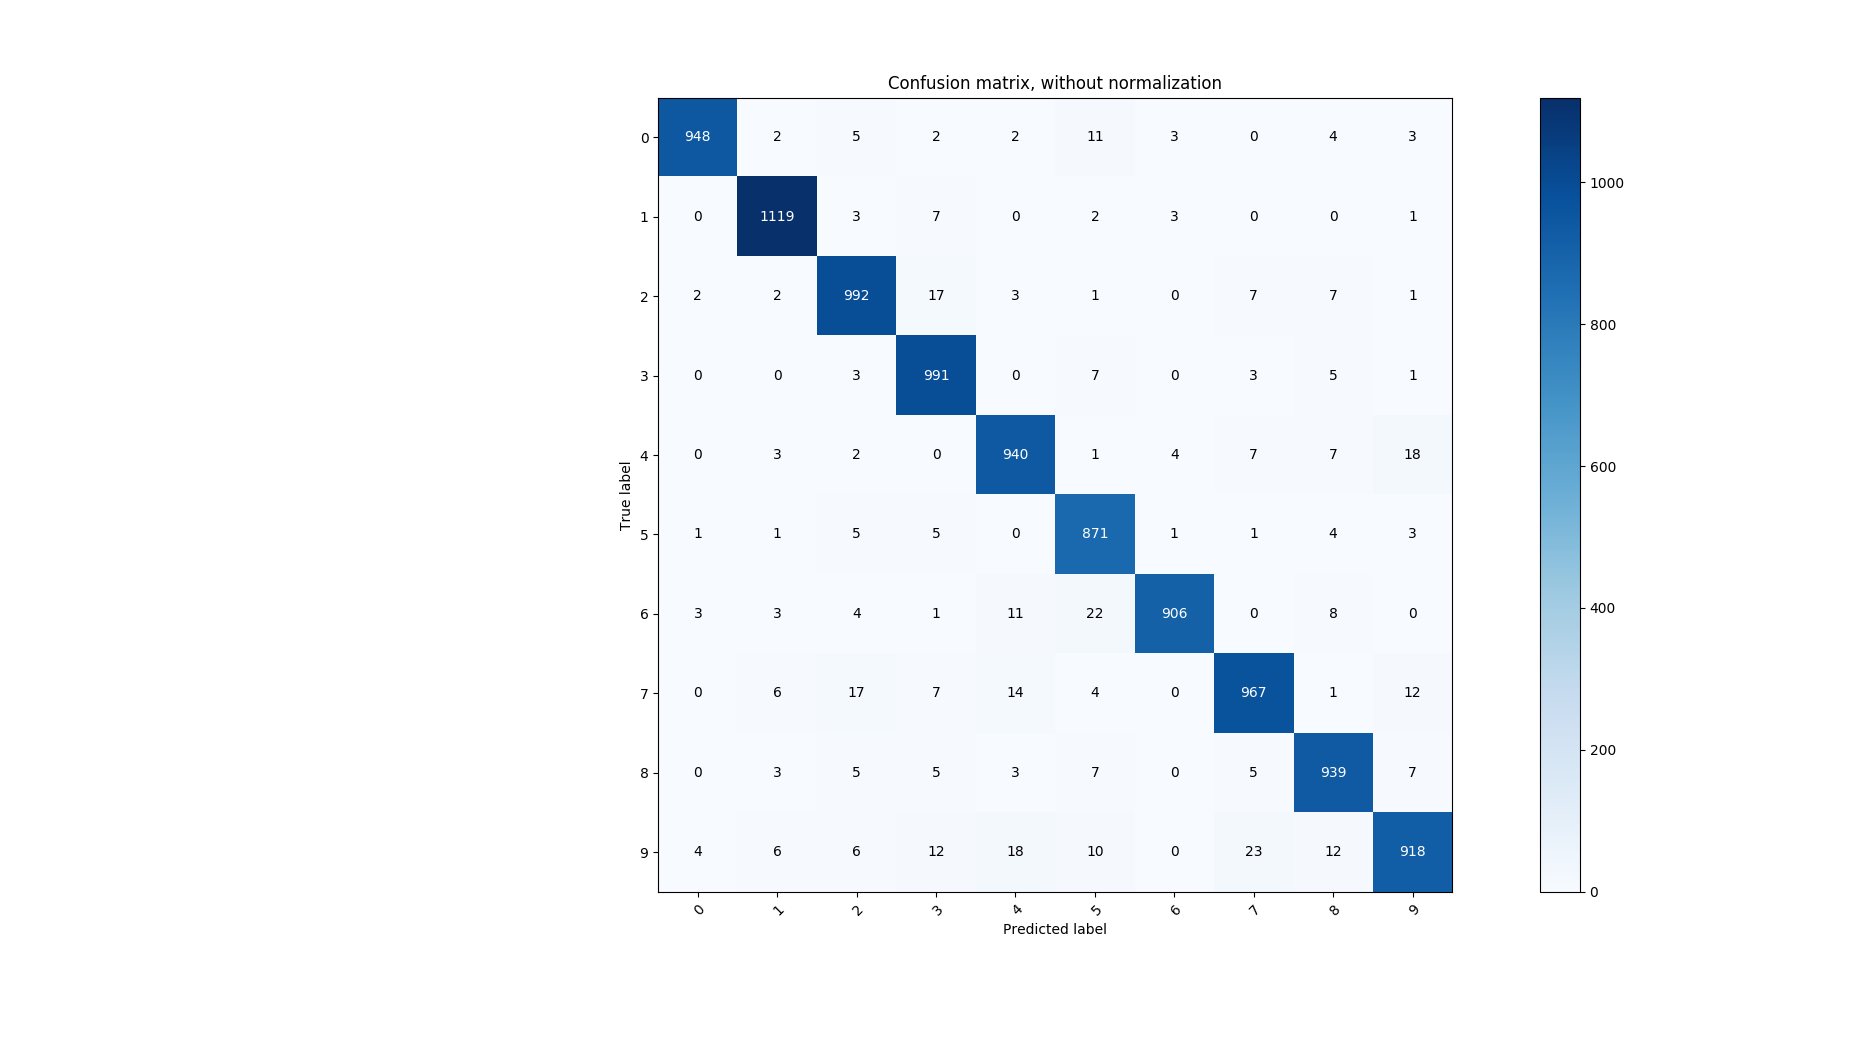 Confusion matrix, without normalization
0 948 2 5 2 2 11 3 0 4 3
1 0 1119 3 7 0 2 3 0 0 1
2 2 2 992 17 3 1 0 7 7 1
3 0 0 3 991 0 7 0 3 5 1
4 0 3 2 0 940 1 4 7 7 18
5 1 1 5 5 0 871 1 1 4 3
6 3 3 4 1 11 22 906 0 8 0
7 0 6 17 7 14 4 0 967 1 12
8 0 3 5 5 3 7 0 5 939 7
9 4 6 6 12 18 10 0 23 12 918
0 1 2 3 4 5 6 7 8 9
Predicted label
True label
1000
800
600
400
200
0